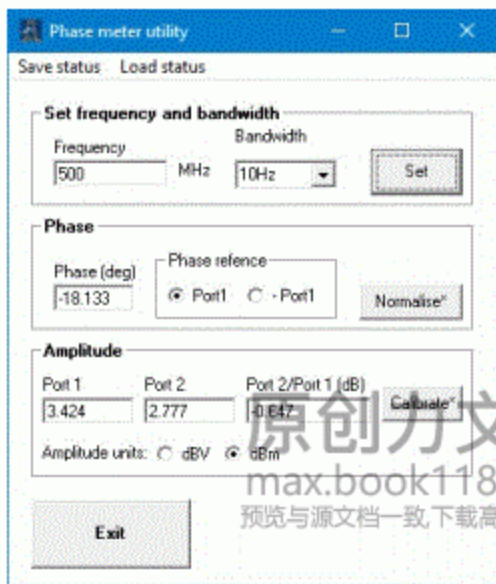 Phase meter utility
Save status Load status
Set frequency and bandwidth
Frequency
Bandwidth
500 MHz 10Hz Set
Phase
Phase (deg) Phase refence
-18.133 Port1 - Port1 Normalise*
Amplitude
Port 1 Port 2 Port 2/Port 1 (dB)
3.424 2.777 -0.647 Calibrate*
Amplitude units: dBV dBm
Exit
原创力文
max.book118
预览与源文档一致,下载高